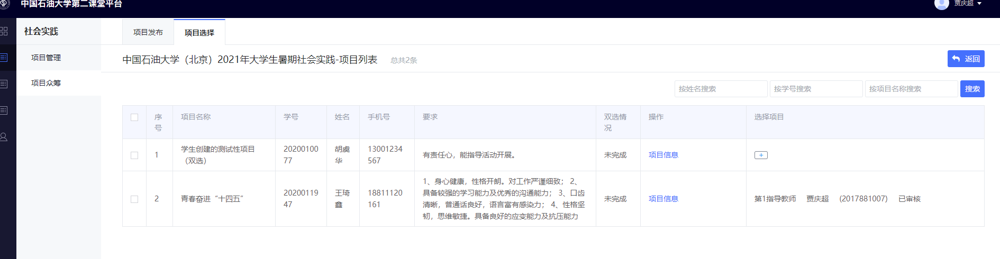 中国石油大学第二课堂平台
贾庆超
社会实践
项目发布
项目选择
项目管理
项目众筹
中国石油大学（北京）2021年大学生暑期社会实践-项目列表
总共2条
返回
按姓名搜索
按学号搜索
按项目名称搜索
搜索
序
号
项目名称
学号
姓名
手机号
要求
双选情
况
操作
选择项目
1
学生创建的测试性项目
（双选）
20200100
77
胡虞
华
13001234
567
有责任心，能指导活动开展。
未完成
项目信息
2
青春奋进“十四五”
20200119
47
王琦
鑫
18811120
161
1、身心健康，性格开朗。对工作严谨细致； 2、
具备较强的学习能力及优秀的沟通能力； 3、口齿
清晰，普通话良好，语言富有感染力； 4、性格坚
韧，思维敏捷。具备良好的应变能力及抗压能力
未完成
项目信息
第1指导教师 贾庆超 (2017881007) 已审核